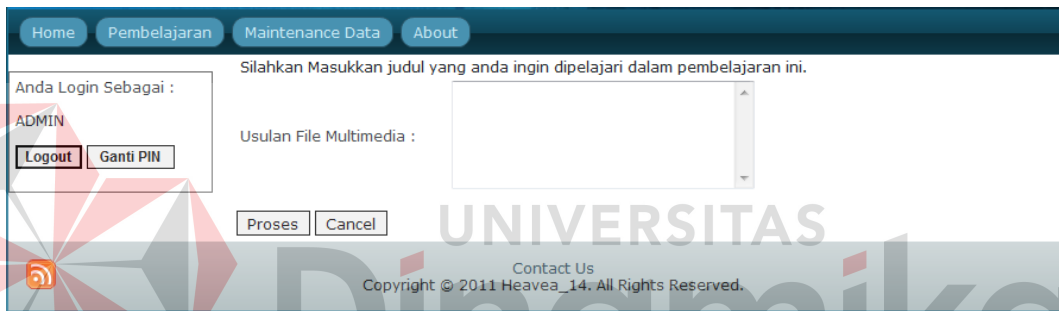 Home Pembelajaran Maintenance Data About
Silahkan Masukkan judul yang anda ingin dipelajari dalam pembelajaran ini.
Anda Login Sebagai :
ADMIN
Usulan File Multimedia :
Logout Ganti PIN
Proses Cancel
UNIVERSITAS
Dinamika
Contact Us
Copyright © 2011 Heavea_14. All Rights Reserved.